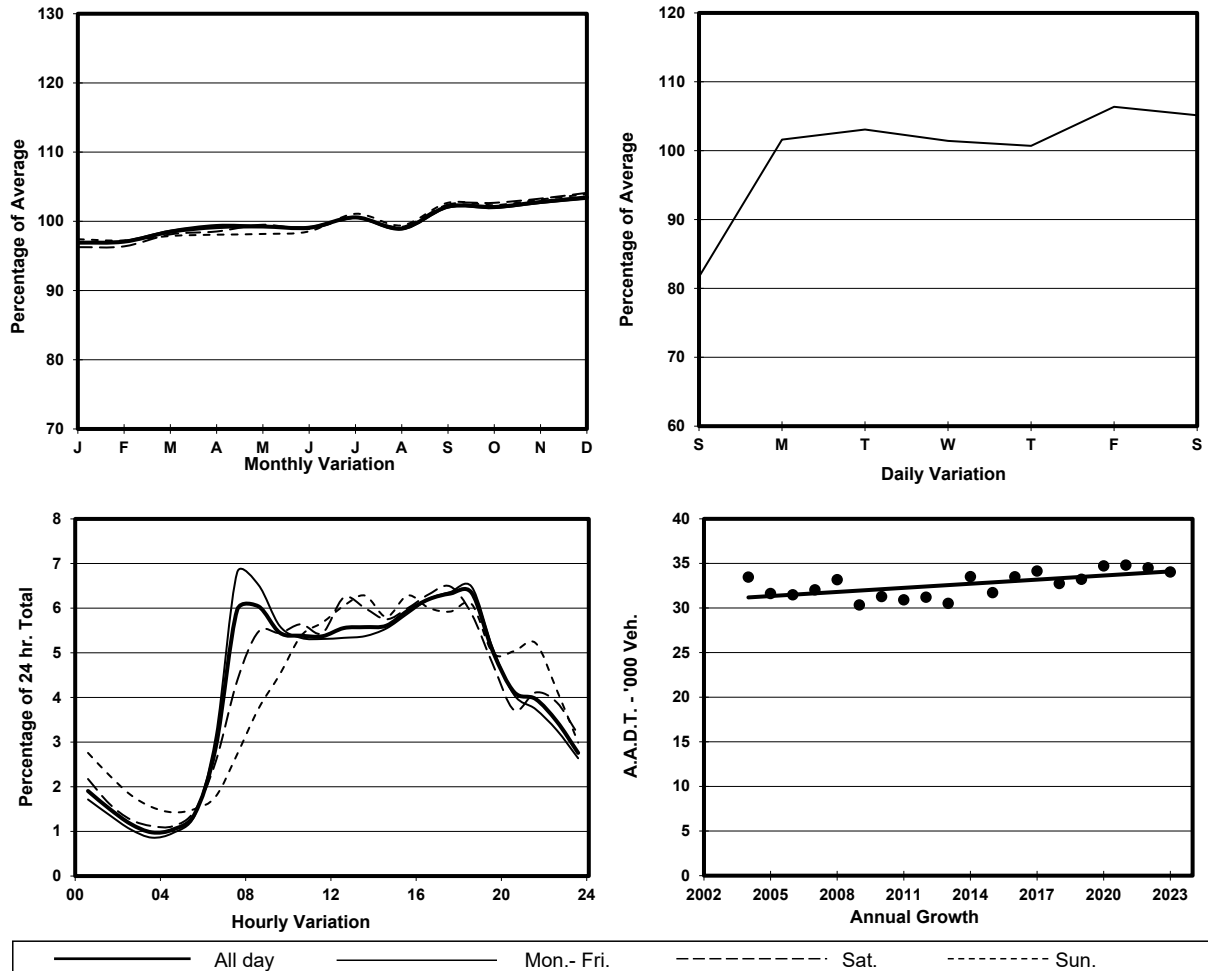 130
120
110
100
90
80
70
Percentage of Average
J F M A M J J A S O N D
Monthly Variation
120
110
100
90
80
70
60
Percentage of Average
S M T W T F S
Daily Variation
8
7
6
5
4
3
2
1
0
Percentage of 24 hr. Total
00 04 08 12 16 20 24
Hourly Variation
40
35
30
25
20
15
10
5
0
A.A.D.T. - '000 Veh.
2002 2005 2008 2011 2014 2017 2020 2023
Annual Growth
All day Mon.- Fri. Sat. Sun.